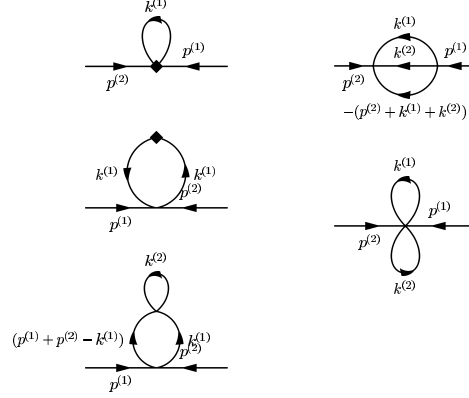 k^{(1)}
p^{(1)}
p^{(2)}
k^{(1)}
k^{(2)}
p^{(1)}
p^{(2)}
−(p^{(2)} + k^{(1)} + k^{(2)})
k^{(1)}
k^{(1)}
p^{(2)}
p^{(1)}
k^{(1)}
p^{(1)}
p^{(2)}
k^{(2)}
k^{(2)}
(p^{(1)} + p^{(2)} − k^{(1)})
k^{(1)}
p^{(2)}
p^{(1)}